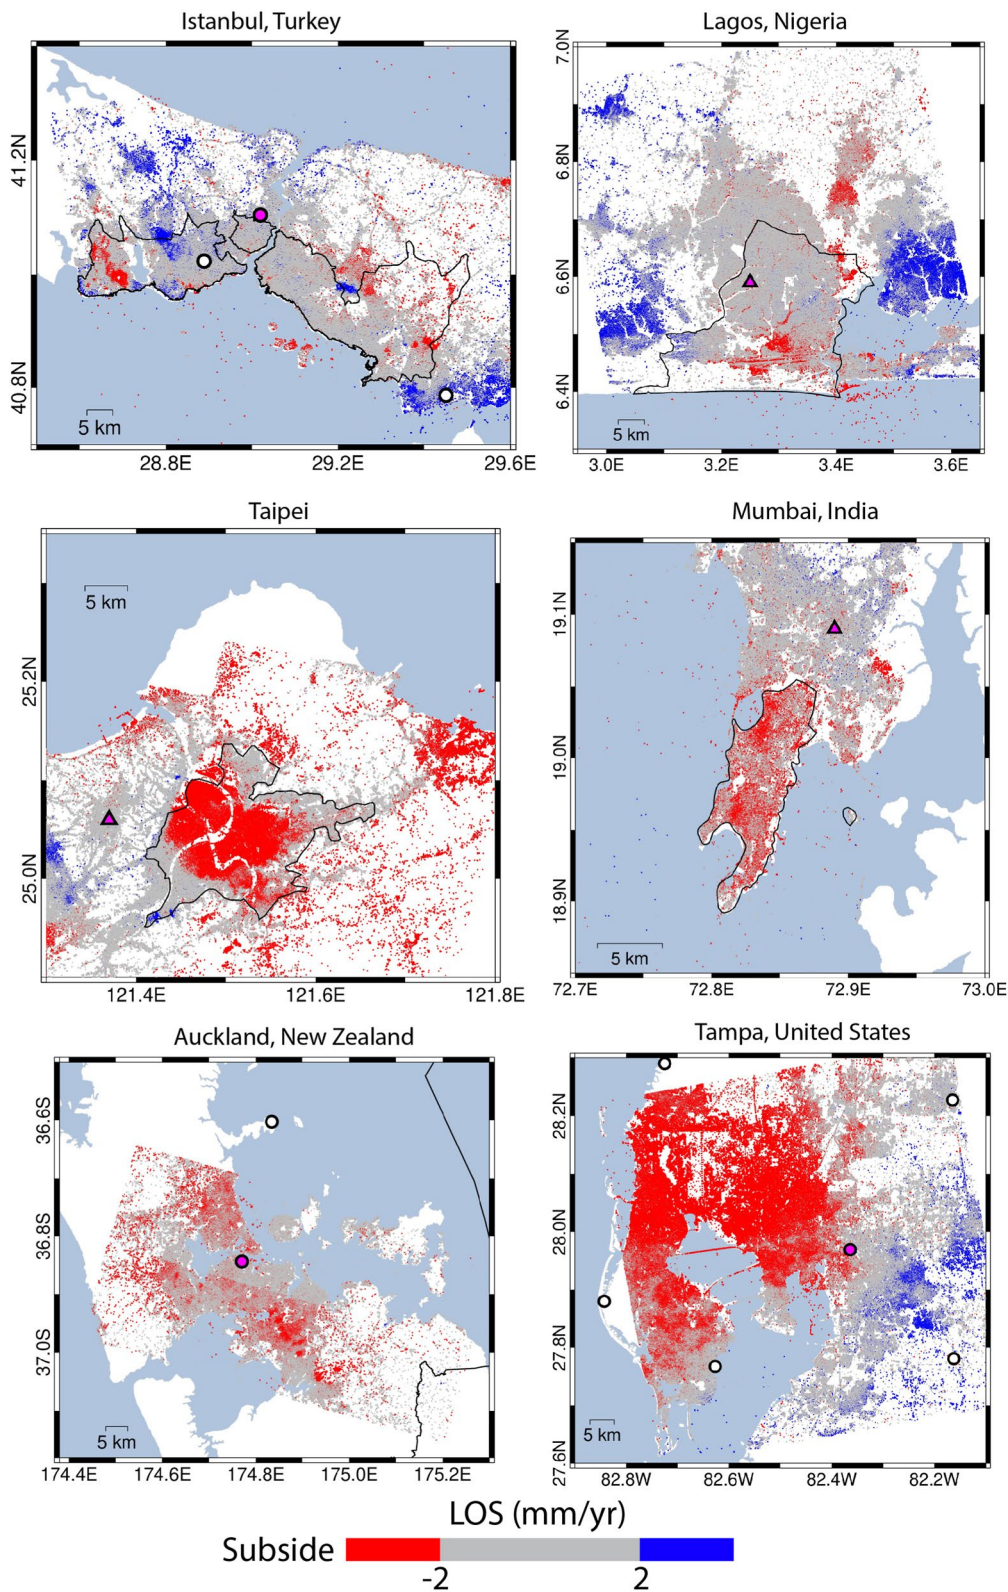 Istanbul, Turkey
41.2N
40.8N
5 km
28.8E 29.2E 29.6E
Lagos, Nigeria
7.0N
6.8N
6.6N
6.4N
5 km
3.0E 3.2E 3.4E 3.6E
Taipei
5 km
25.2N
25.0N
121.4E 121.6E 121.8E
Mumbai, India
19.1N
19.0N
18.9N
5 km
72.7E 72.8E 72.9E 73.0E
Auckland, New Zealand
36.6S
36.8S
37.0S
5 km
174.4E 174.6E 174.8E 175.0E 175.2E
Tampa, United States
28.2N
28.0N
27.8N
27.6N
5 km
82.8W 82.6W 82.4W 82.2W
LOS (mm/yr)
Subside
-2 2